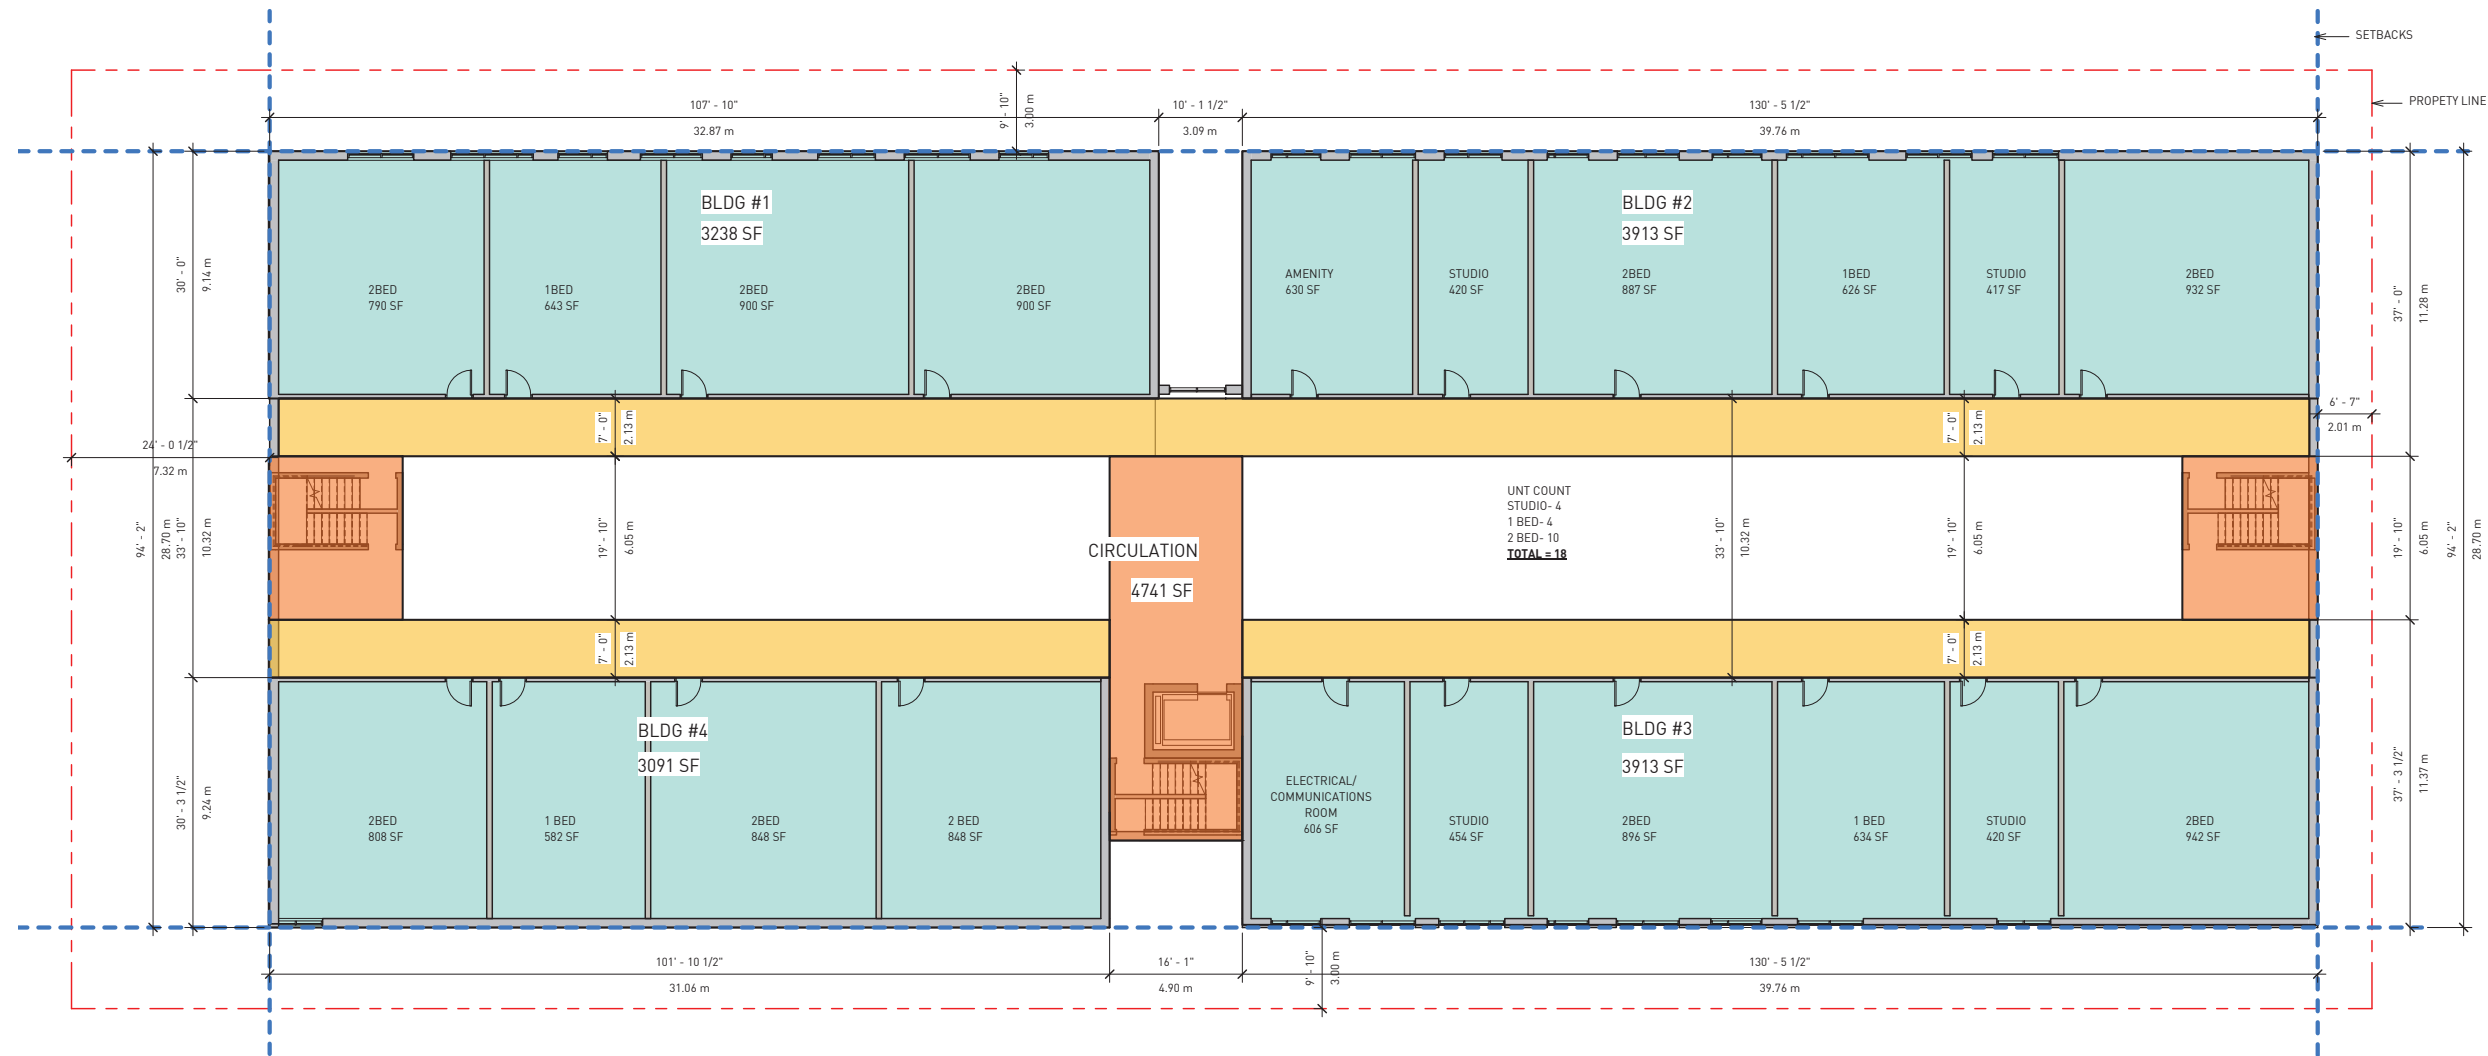 SETBACKS
PROPETY LINE
107' - 10"
32.87 m
9' - 10"
3.00 m
10' - 1 1/2"
3.09 m
130' - 5 1/2"
39.76 m
BLDG #1
3238 SF
BLDG #2
3913 SF
2BED
790 SF
1BED
643 SF
2BED
900 SF
2BED
900 SF
AMENITY
630 SF
STUDIO
420 SF
2BED
887 SF
1BED
626 SF
STUDIO
417 SF
2BED
932 SF
30' - 0"
9.14 m
37' - 0"
11.28 m
24' - 0 1/2"
7.32 m
7' - 0"
2.13 m
7' - 0"
2.13 m
6' - 7"
2.01 m
94' - 2"
28.70 m
33' - 10"
10.32 m
19' - 10"
6.05 m
CIRCULATION
4741 SF
UNT COUNT
STUDIO- 4
1 BED- 4
2 BED- 10
TOTAL = 18
33' - 10"
10.32 m
19' - 10"
6.05 m
19' - 10"
6.05 m
94' - 2"
28.70 m
7' - 0"
2.13 m
7' - 0"
2.13 m
BLDG #4
3091 SF
BLDG #3
3913 SF
30' - 3 1/2"
9.24 m
37' - 3 1/2"
11.37 m
2BED
808 SF
1 BED
582 SF
2BED
848 SF
2 BED
848 SF
ELECTRICAL/
COMMUNICATIONS
ROOM
606 SF
STUDIO
454 SF
2BED
896 SF
1 BED
634 SF
STUDIO
420 SF
2BED
942 SF
101' - 10 1/2"
31.06 m
16' - 1"
4.90 m
9' - 10"
3.00 m
130' - 5 1/2"
39.76 m